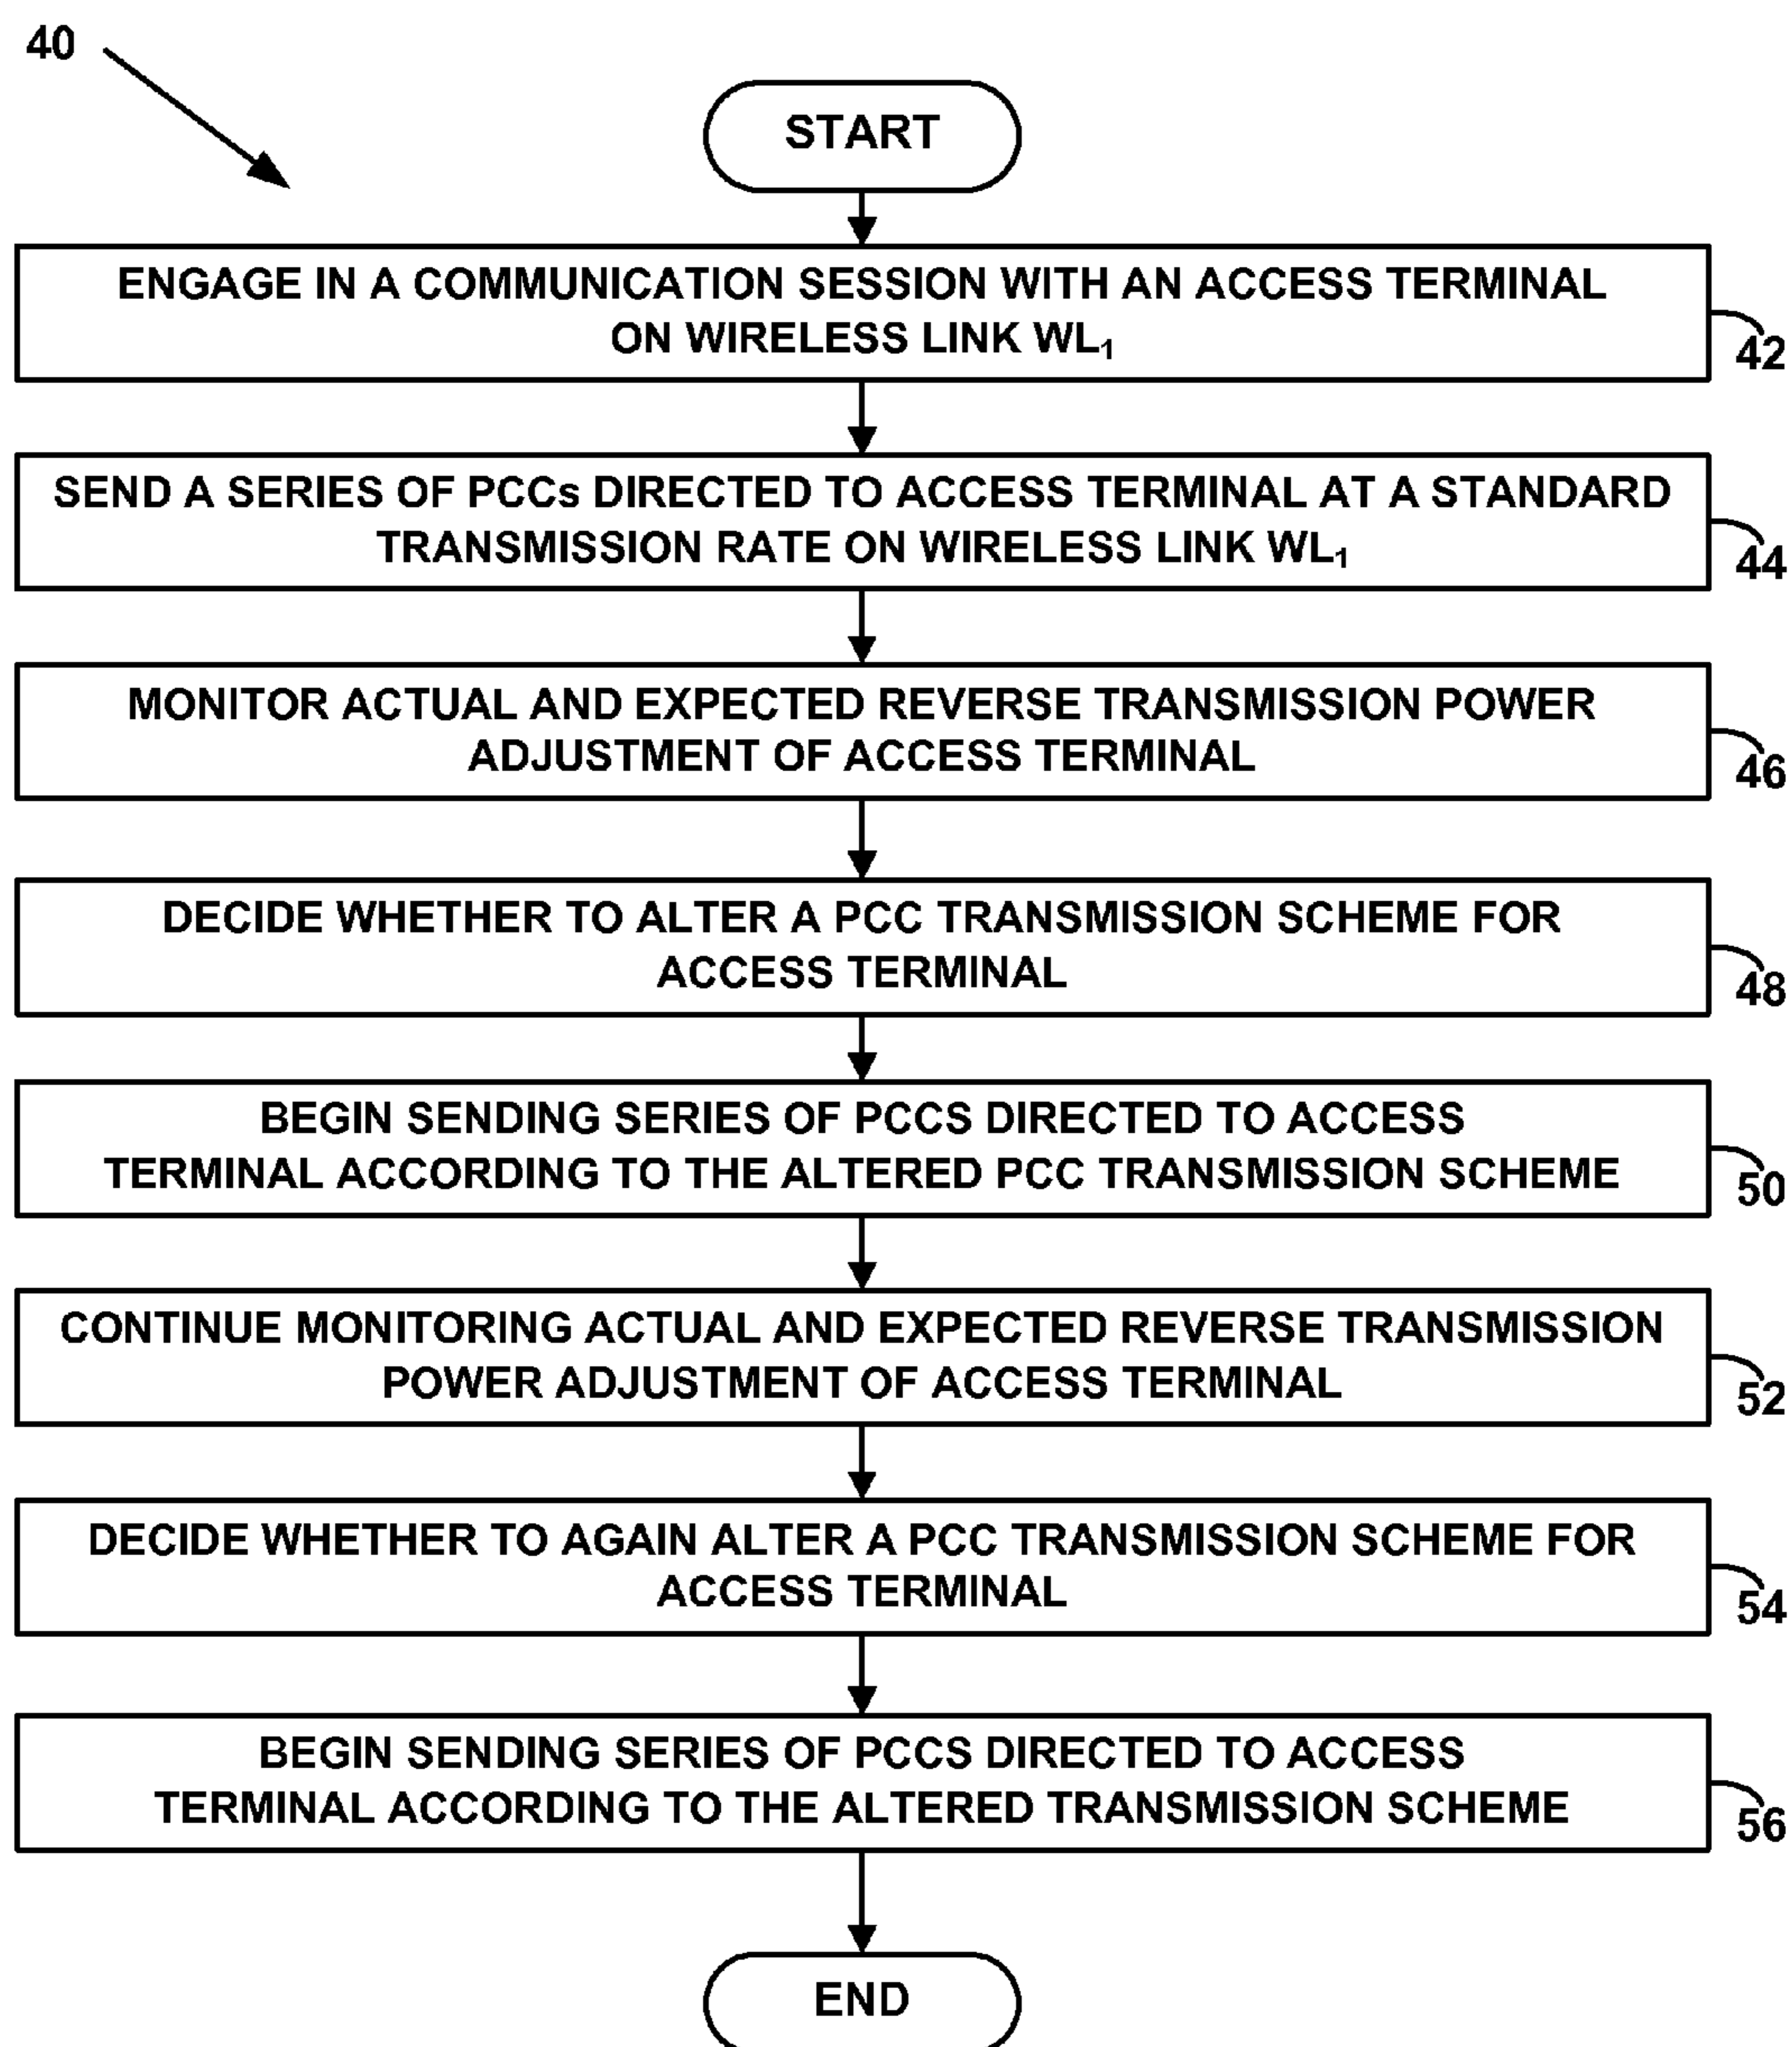 40
START
ENGAGE IN A COMMUNICATION SESSION WITH AN ACCESS TERMINAL
ON WIRELESS LINK WL₁
42
SEND A SERIES OF PCCs DIRECTED TO ACCESS TERMINAL AT A STANDARD
TRANSMISSION RATE ON WIRELESS LINK WL₁
44
MONITOR ACTUAL AND EXPECTED REVERSE TRANSMISSION POWER
ADJUSTMENT OF ACCESS TERMINAL
46
DECIDE WHETHER TO ALTER A PCC TRANSMISSION SCHEME FOR
ACCESS TERMINAL
48
BEGIN SENDING SERIES OF PCCS DIRECTED TO ACCESS
TERMINAL ACCORDING TO THE ALTERED PCC TRANSMISSION SCHEME
50
CONTINUE MONITORING ACTUAL AND EXPECTED REVERSE TRANSMISSION
POWER ADJUSTMENT OF ACCESS TERMINAL
52
DECIDE WHETHER TO AGAIN ALTER A PCC TRANSMISSION SCHEME FOR
ACCESS TERMINAL
54
BEGIN SENDING SERIES OF PCCS DIRECTED TO ACCESS
TERMINAL ACCORDING TO THE ALTERED TRANSMISSION SCHEME
56
END